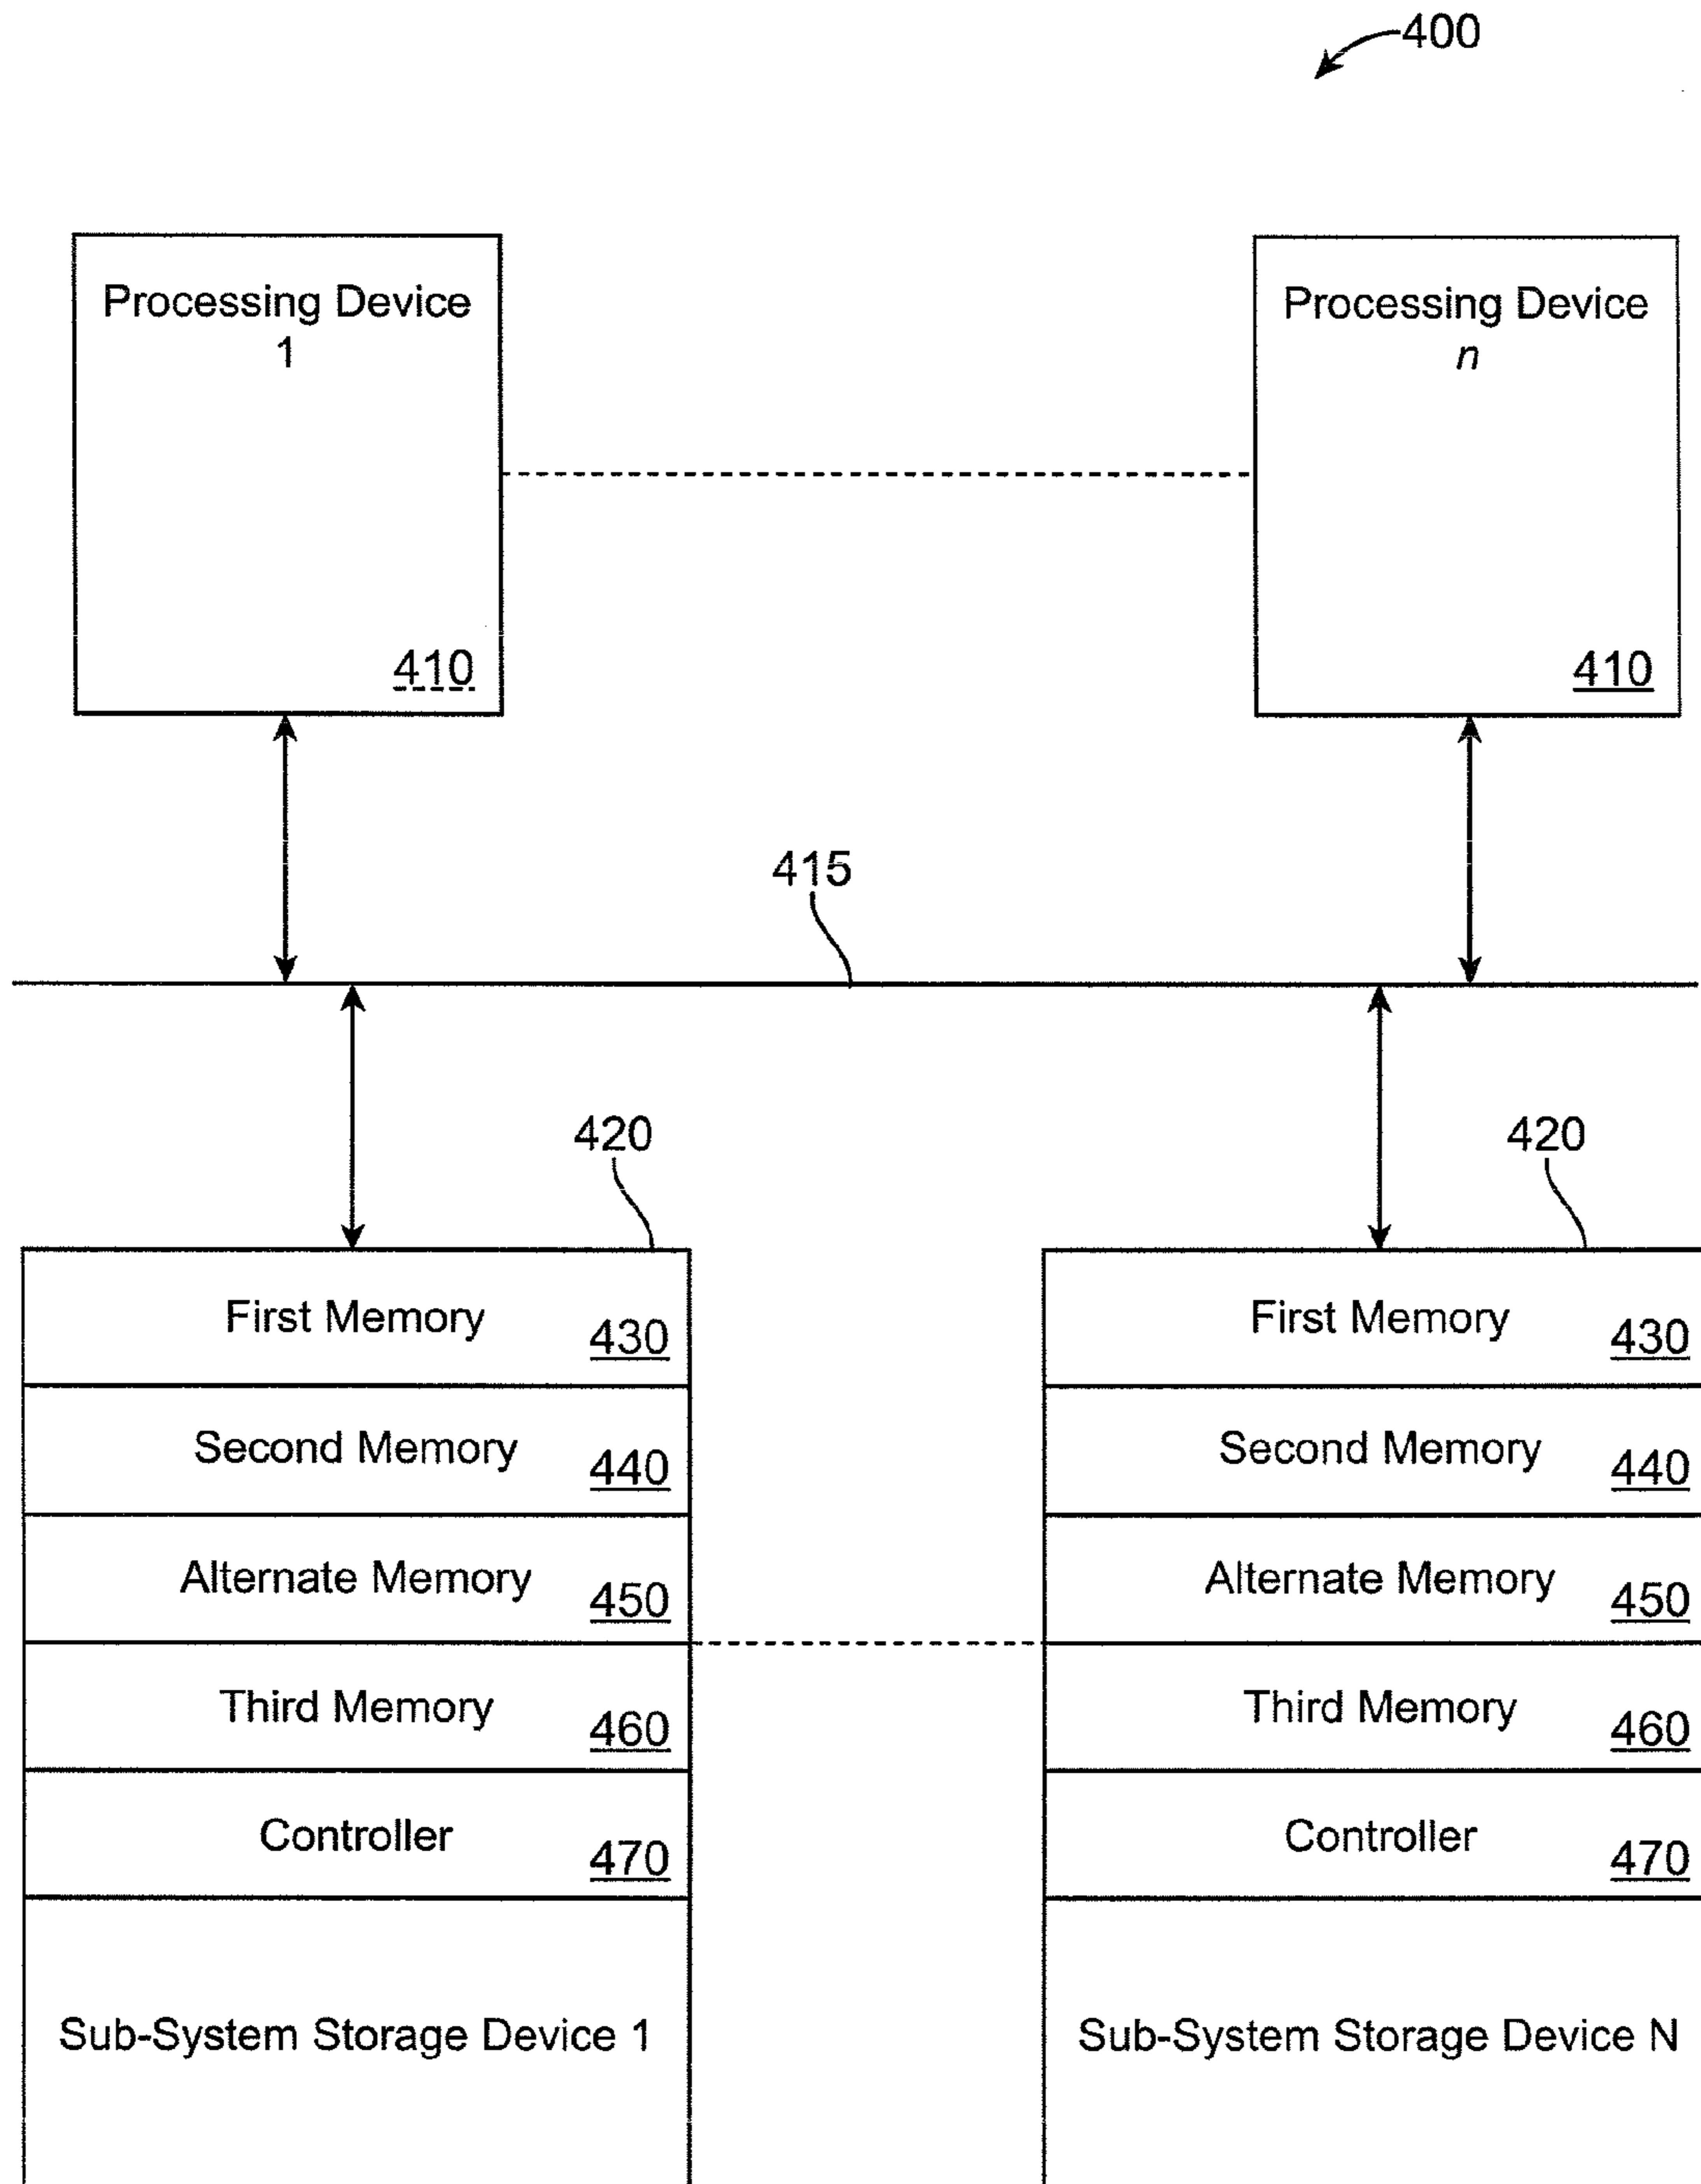 400
Processing Device
1
410
Processing Device
n
410
415
420
420
First Memory
430
Second Memory
440
Alternate Memory
450
Third Memory
460
Controller
470
Sub-System Storage Device 1
First Memory
430
Second Memory
440
Alternate Memory
450
Third Memory
460
Controller
470
Sub-System Storage Device N